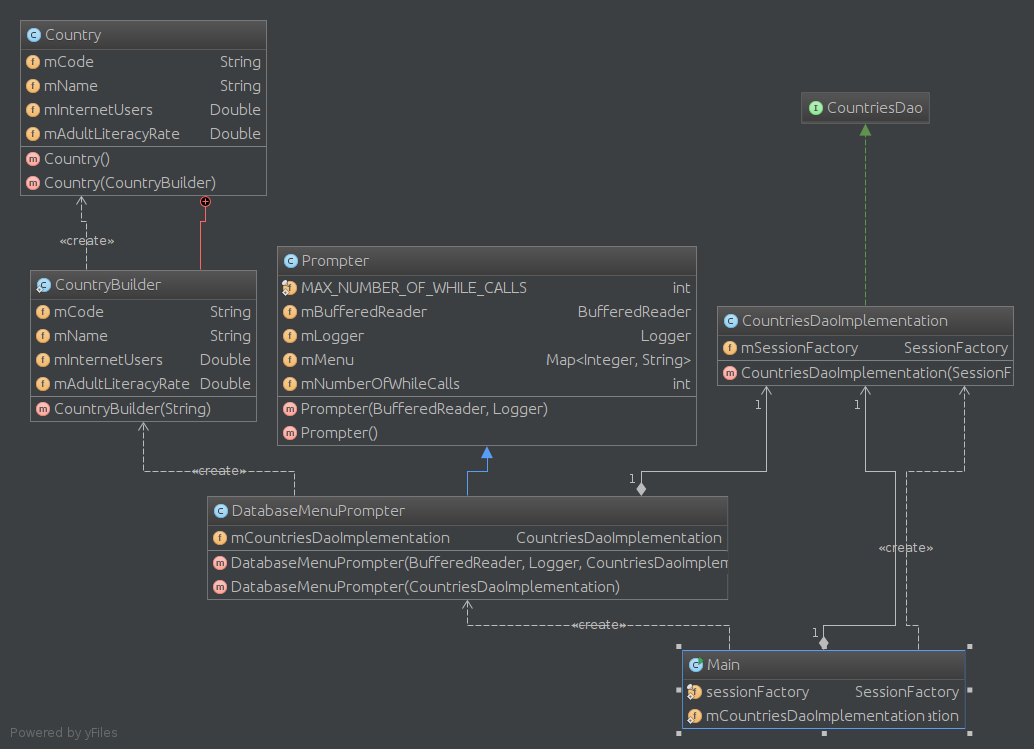 Country
mCode String
mName String
mInternetUsers Double
mAdultLiteracyRate Double
Country()
Country(CountryBuilder)
CountriesDao
«create»
CountryBuilder
mCode String
mName String
mInternetUsers Double
mAdultLiteracyRate Double
CountryBuilder(String)
Prompter
MAX_NUMBER_OF_WHILE_CALLS int
mBufferedReader BufferedReader
mLogger Logger
mMenu Map<Integer, String>
mNumberOfWhileCalls int
Prompter(BufferedReader, Logger)
Prompter()
CountriesDaoImplementation
mSessionFactory SessionFactory
CountriesDaoImplementation(SessionF
1
1
«create»
1
DatabaseMenuPrompter
mCountriesDaoImplementation CountriesDaoImplementation
DatabaseMenuPrompter(BufferedReader, Logger, CountriesDaoImplem
DatabaseMenuPrompter(CountriesDaoImplementation)
«create»
«create»
1
Main
sessionFactory SessionFactory
mCountriesDaoImplementation ation
Powered by yFiles